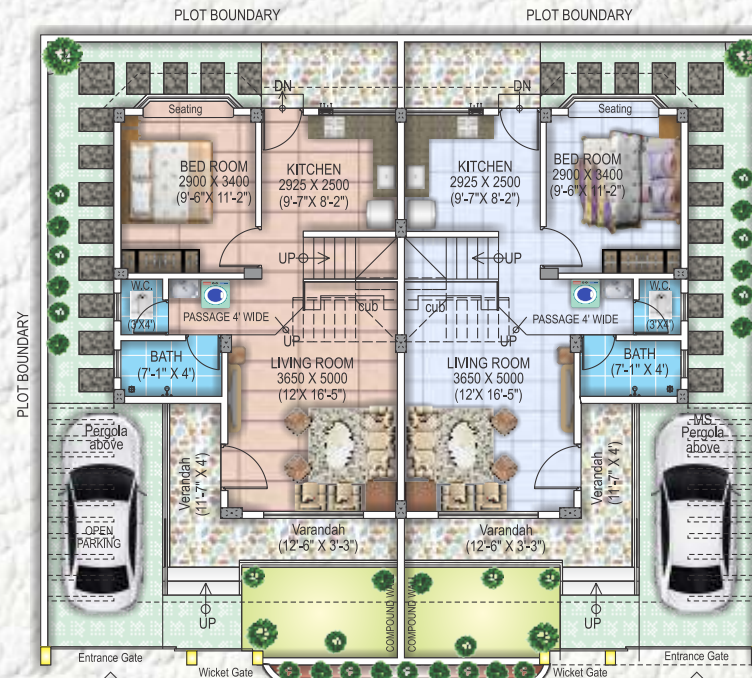 PLOT BOUNDARY
PLOT BOUNDARY
DN
DN
Seating
Seating
BED ROOM
2900 X 3400
(9'-6"X 11'-2")
KITCHEN
2925 X 2500
(9'-7"X 8'-2")
KITCHEN
2925 X 2500
(9'-7"X 8'-2")
BED ROOM
2900 X 3400
(9'-6"X 11'-2")
UP
UP
W.C.
(3'X4')
W.C.
(3'X4')
cub
cub
PASSAGE 4' WIDE
PASSAGE 4' WIDE
UP
UP
PLOT BOUNDARY
BATH
(7'-1" X 4')
LIVING ROOM
3650 X 5000
(12'X 16'-5")
LIVING ROOM
3650 X 5000
(12'X 16'-5")
BATH
(7'-1" X 4')
Pergola
above
MS
Pergola
above
Verandah
(11'-7" X 4')
Verandah
(11'-7" X 4')
OPEN
PARKING
Varandah
(12'-6" X 3'-3")
Varandah
(12'-6" X 3'-3")
COMPOUND WALL
COMPOUND WALL
UP
UP
Entrance Gate
Wicket Gate
Wicket Gate
Entrance Gate